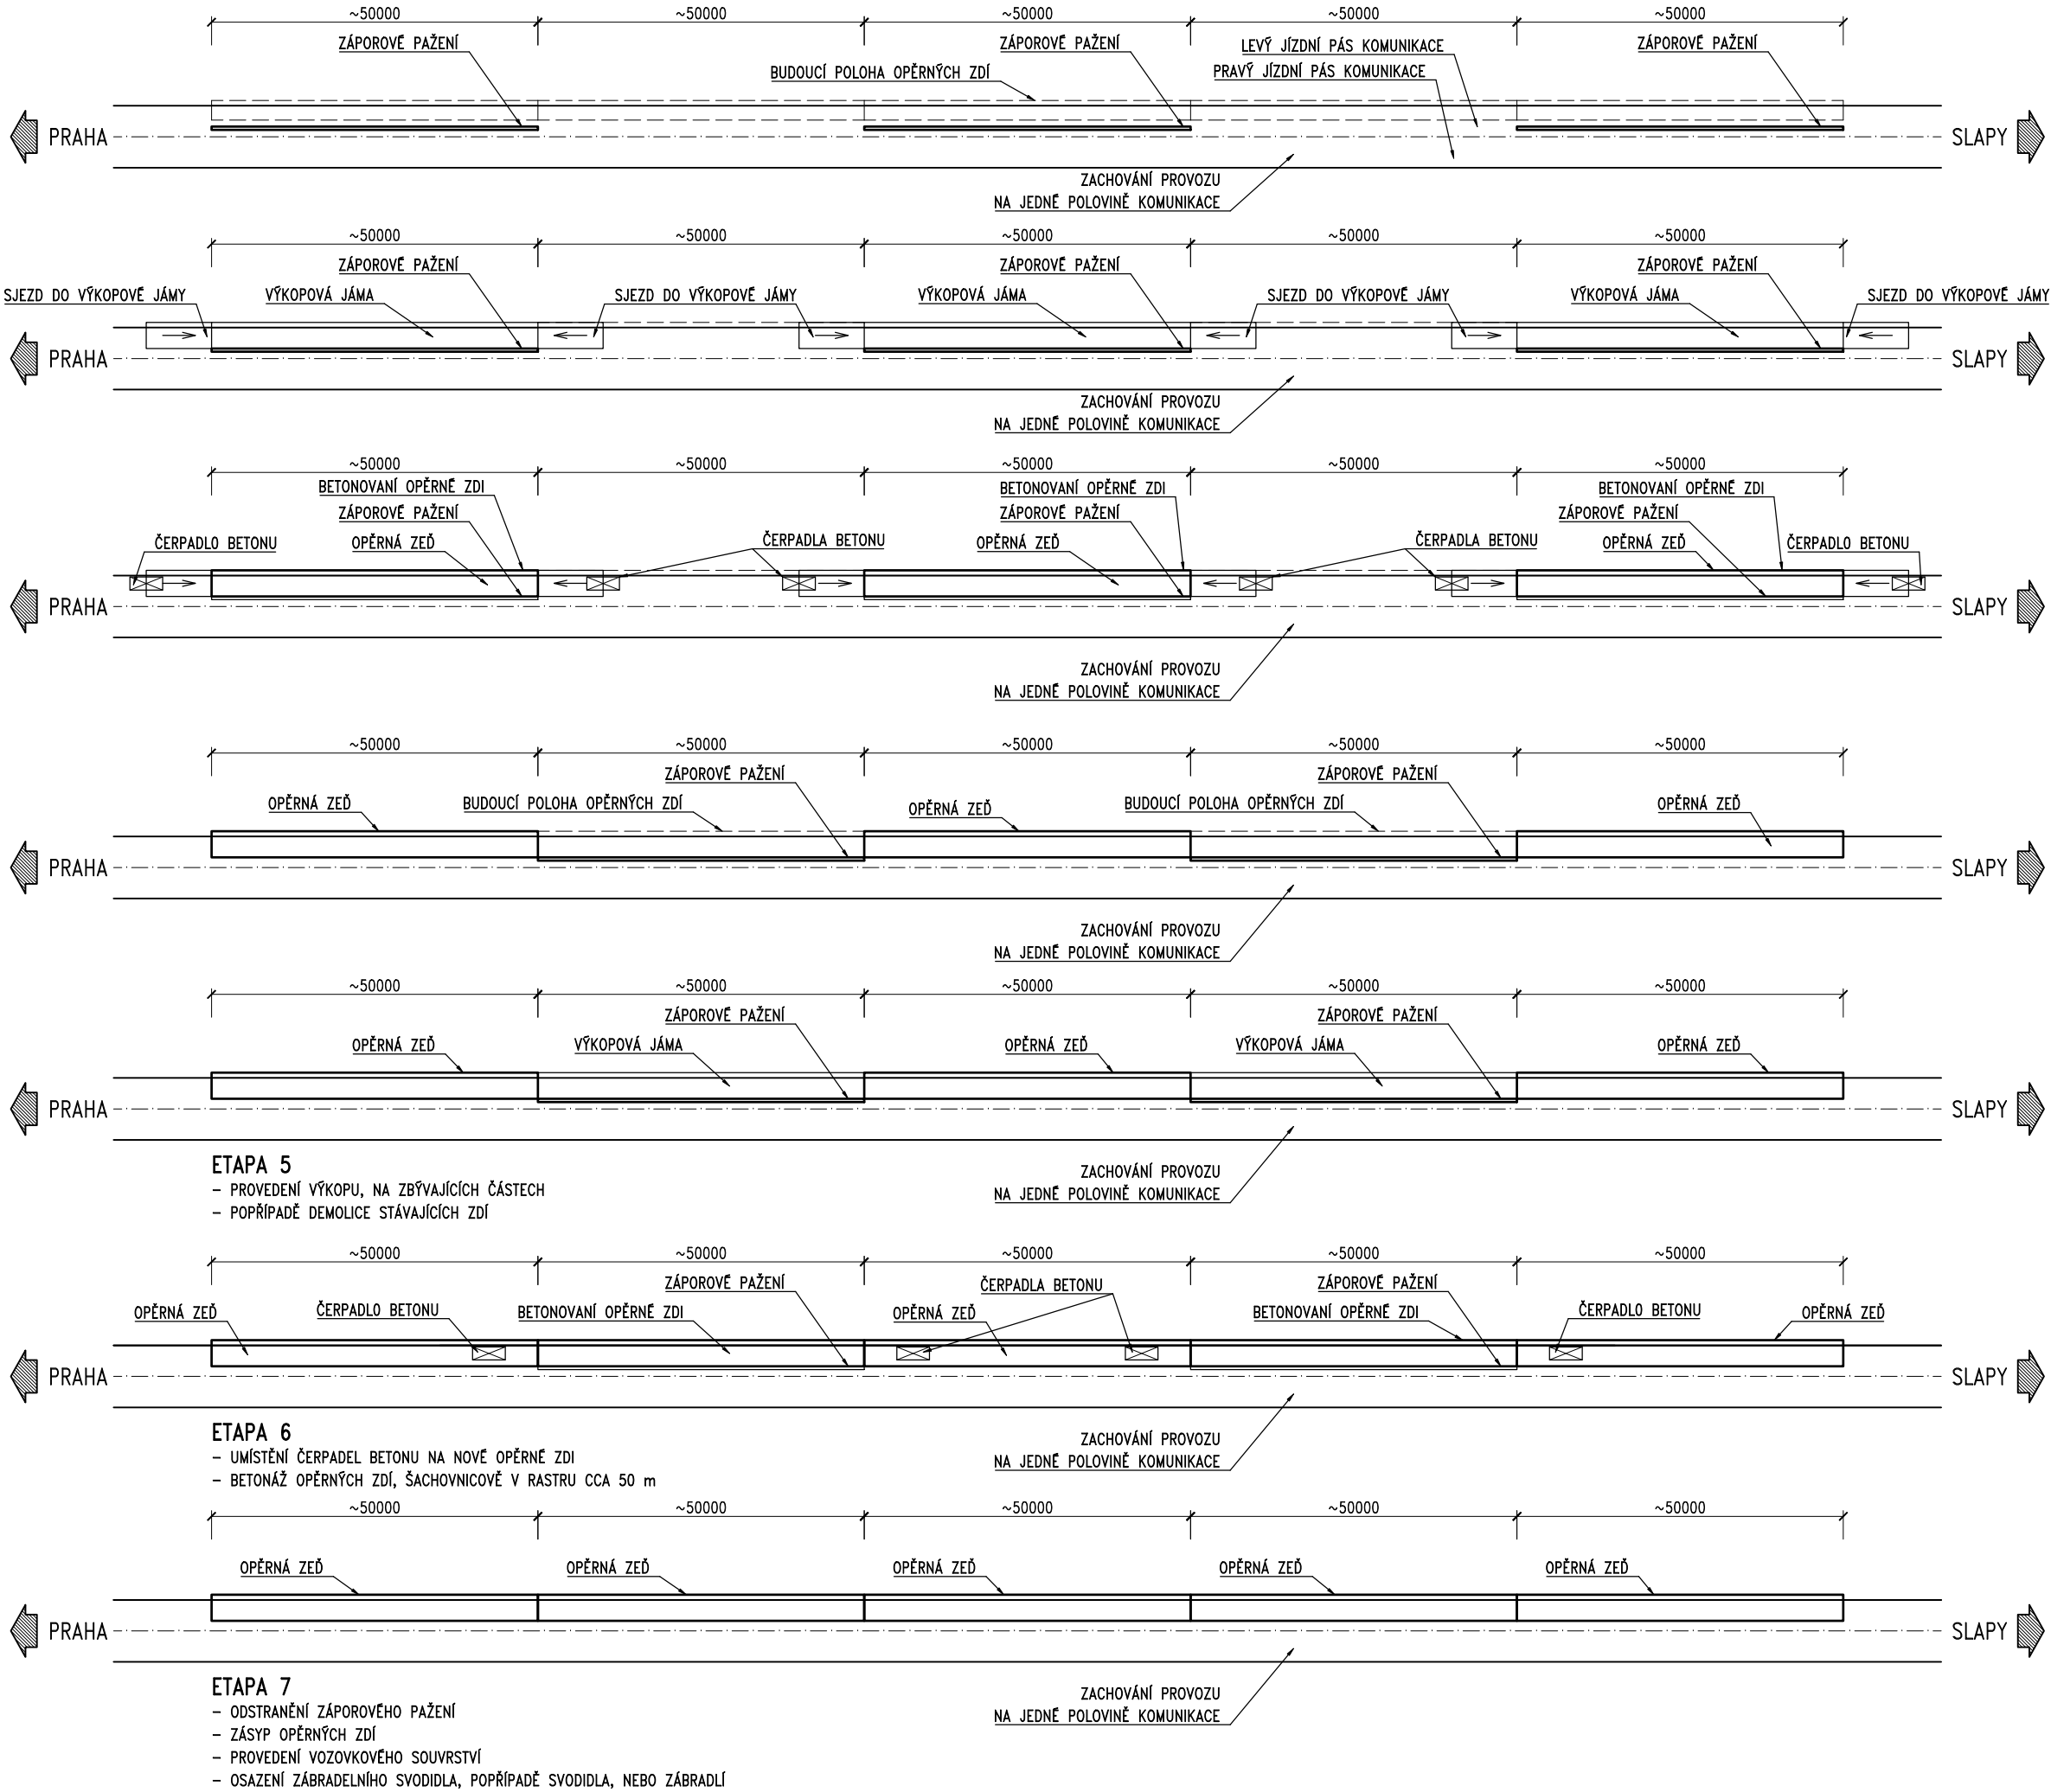 ~50000 ~50000 ~50000 ~50000 ~50000
ZÁPOROVÉ PAŽENÍ ZÁPOROVÉ PAŽENÍ LEVÝ JÍZDNÍ PÁS KOMUNIKACE ZÁPOROVÉ PAŽENÍ
BUDOUCÍ POLOHA OPĚRNÝCH ZDÍ PRAVÝ JÍZDNÍ PÁS KOMUNIKACE
PRAHA SLAPY
ZACHOVÁNÍ PROVOZU
NA JEDNÉ POLOVINĚ KOMUNIKACE
~50000 ~50000 ~50000 ~50000 ~50000
ZÁPOROVÉ PAŽENÍ ZÁPOROVÉ PAŽENÍ ZÁPOROVÉ PAŽENÍ
SJEZD DO VÝKOPOVÉ JÁMY VÝKOPOVÁ JÁMA SJEZD DO VÝKOPOVÉ JÁMY VÝKOPOVÁ JÁMA SJEZD DO VÝKOPOVÉ JÁMY VÝKOPOVÁ JÁMA SJEZD DO VÝKOPOVÉ JÁMY
PRAHA SLAPY
ZACHOVÁNÍ PROVOZU
NA JEDNÉ POLOVINĚ KOMUNIKACE
~50000 ~50000 ~50000 ~50000 ~50000
BETONOVANÍ OPĚRNÉ ZDI BETONOVANÍ OPĚRNÉ ZDI BETONOVANÍ OPĚRNÉ ZDI
ZÁPOROVÉ PAŽENÍ ZÁPOROVÉ PAŽENÍ ZÁPOROVÉ PAŽENÍ
ČERPADLO BETONU OPĚRNÁ ZEĎ ČERPADLA BETONU OPĚRNÁ ZEĎ ČERPADLA BETONU OPĚRNÁ ZEĎ ČERPADLO BETONU
PRAHA SLAPY
ZACHOVÁNÍ PROVOZU
NA JEDNÉ POLOVINĚ KOMUNIKACE
~50000 ~50000 ~50000 ~50000 ~50000
ZÁPOROVÉ PAŽENÍ ZÁPOROVÉ PAŽENÍ
OPĚRNÁ ZEĎ BUDOUCÍ POLOHA OPĚRNÝCH ZDÍ OPĚRNÁ ZEĎ BUDOUCÍ POLOHA OPĚRNÝCH ZDÍ OPĚRNÁ ZEĎ
PRAHA SLAPY
ZACHOVÁNÍ PROVOZU
NA JEDNÉ POLOVINĚ KOMUNIKACE
~50000 ~50000 ~50000 ~50000 ~50000
ZÁPOROVÉ PAŽENÍ ZÁPOROVÉ PAŽENÍ
OPĚRNÁ ZEĎ VÝKOPOVÁ JÁMA OPĚRNÁ ZEĎ VÝKOPOVÁ JÁMA OPĚRNÁ ZEĎ
PRAHA SLAPY
ETAPA 5
- PROVEDENÍ VÝKOPU, NA ZBÝVAJÍCÍCH ČÁSTECH
- POPŘÍPADĚ DEMOLICE STÁVAJÍCÍCH ZDÍ
ZACHOVÁNÍ PROVOZU
NA JEDNÉ POLOVINĚ KOMUNIKACE
~50000 ~50000 ~50000 ~50000 ~50000
ZÁPOROVÉ PAŽENÍ ČERPADLA BETONU ZÁPOROVÉ PAŽENÍ
OPĚRNÁ ZEĎ ČERPADLO BETONU BETONOVANÍ OPĚRNÉ ZDI OPĚRNÁ ZEĎ BETONOVANÍ OPĚRNÉ ZDI ČERPADLO BETONU OPĚRNÁ ZEĎ
PRAHA SLAPY
ETAPA 6
- UMÍSTĚNÍ ČERPADEL BETONU NA NOVÉ OPĚRNÉ ZDI
- BETONÁŽ OPĚRNÝCH ZDÍ, ŠACHOVNICOVĚ V RASTRU CCA 50 m
ZACHOVÁNÍ PROVOZU
NA JEDNÉ POLOVINĚ KOMUNIKACE
~50000 ~50000 ~50000 ~50000 ~50000
OPĚRNÁ ZEĎ OPĚRNÁ ZEĎ OPĚRNÁ ZEĎ OPĚRNÁ ZEĎ OPĚRNÁ ZEĎ
PRAHA SLAPY
ETAPA 7
- ODSTRANĚNÍ ZÁPOROVÉHO PAŽENÍ
- ZÁSYP OPĚRNÝCH ZDÍ
- PROVEDENÍ VOZOVKOVÉHO SOUVRSTVÍ
- OSAZENÍ ZÁBRADELNÍHO SVODIDLA, POPŘÍPADĚ SVODIDLA, NEBO ZÁBRADLÍ
ZACHOVÁNÍ PROVOZU
NA JEDNÉ POLOVINĚ KOMUNIKACE